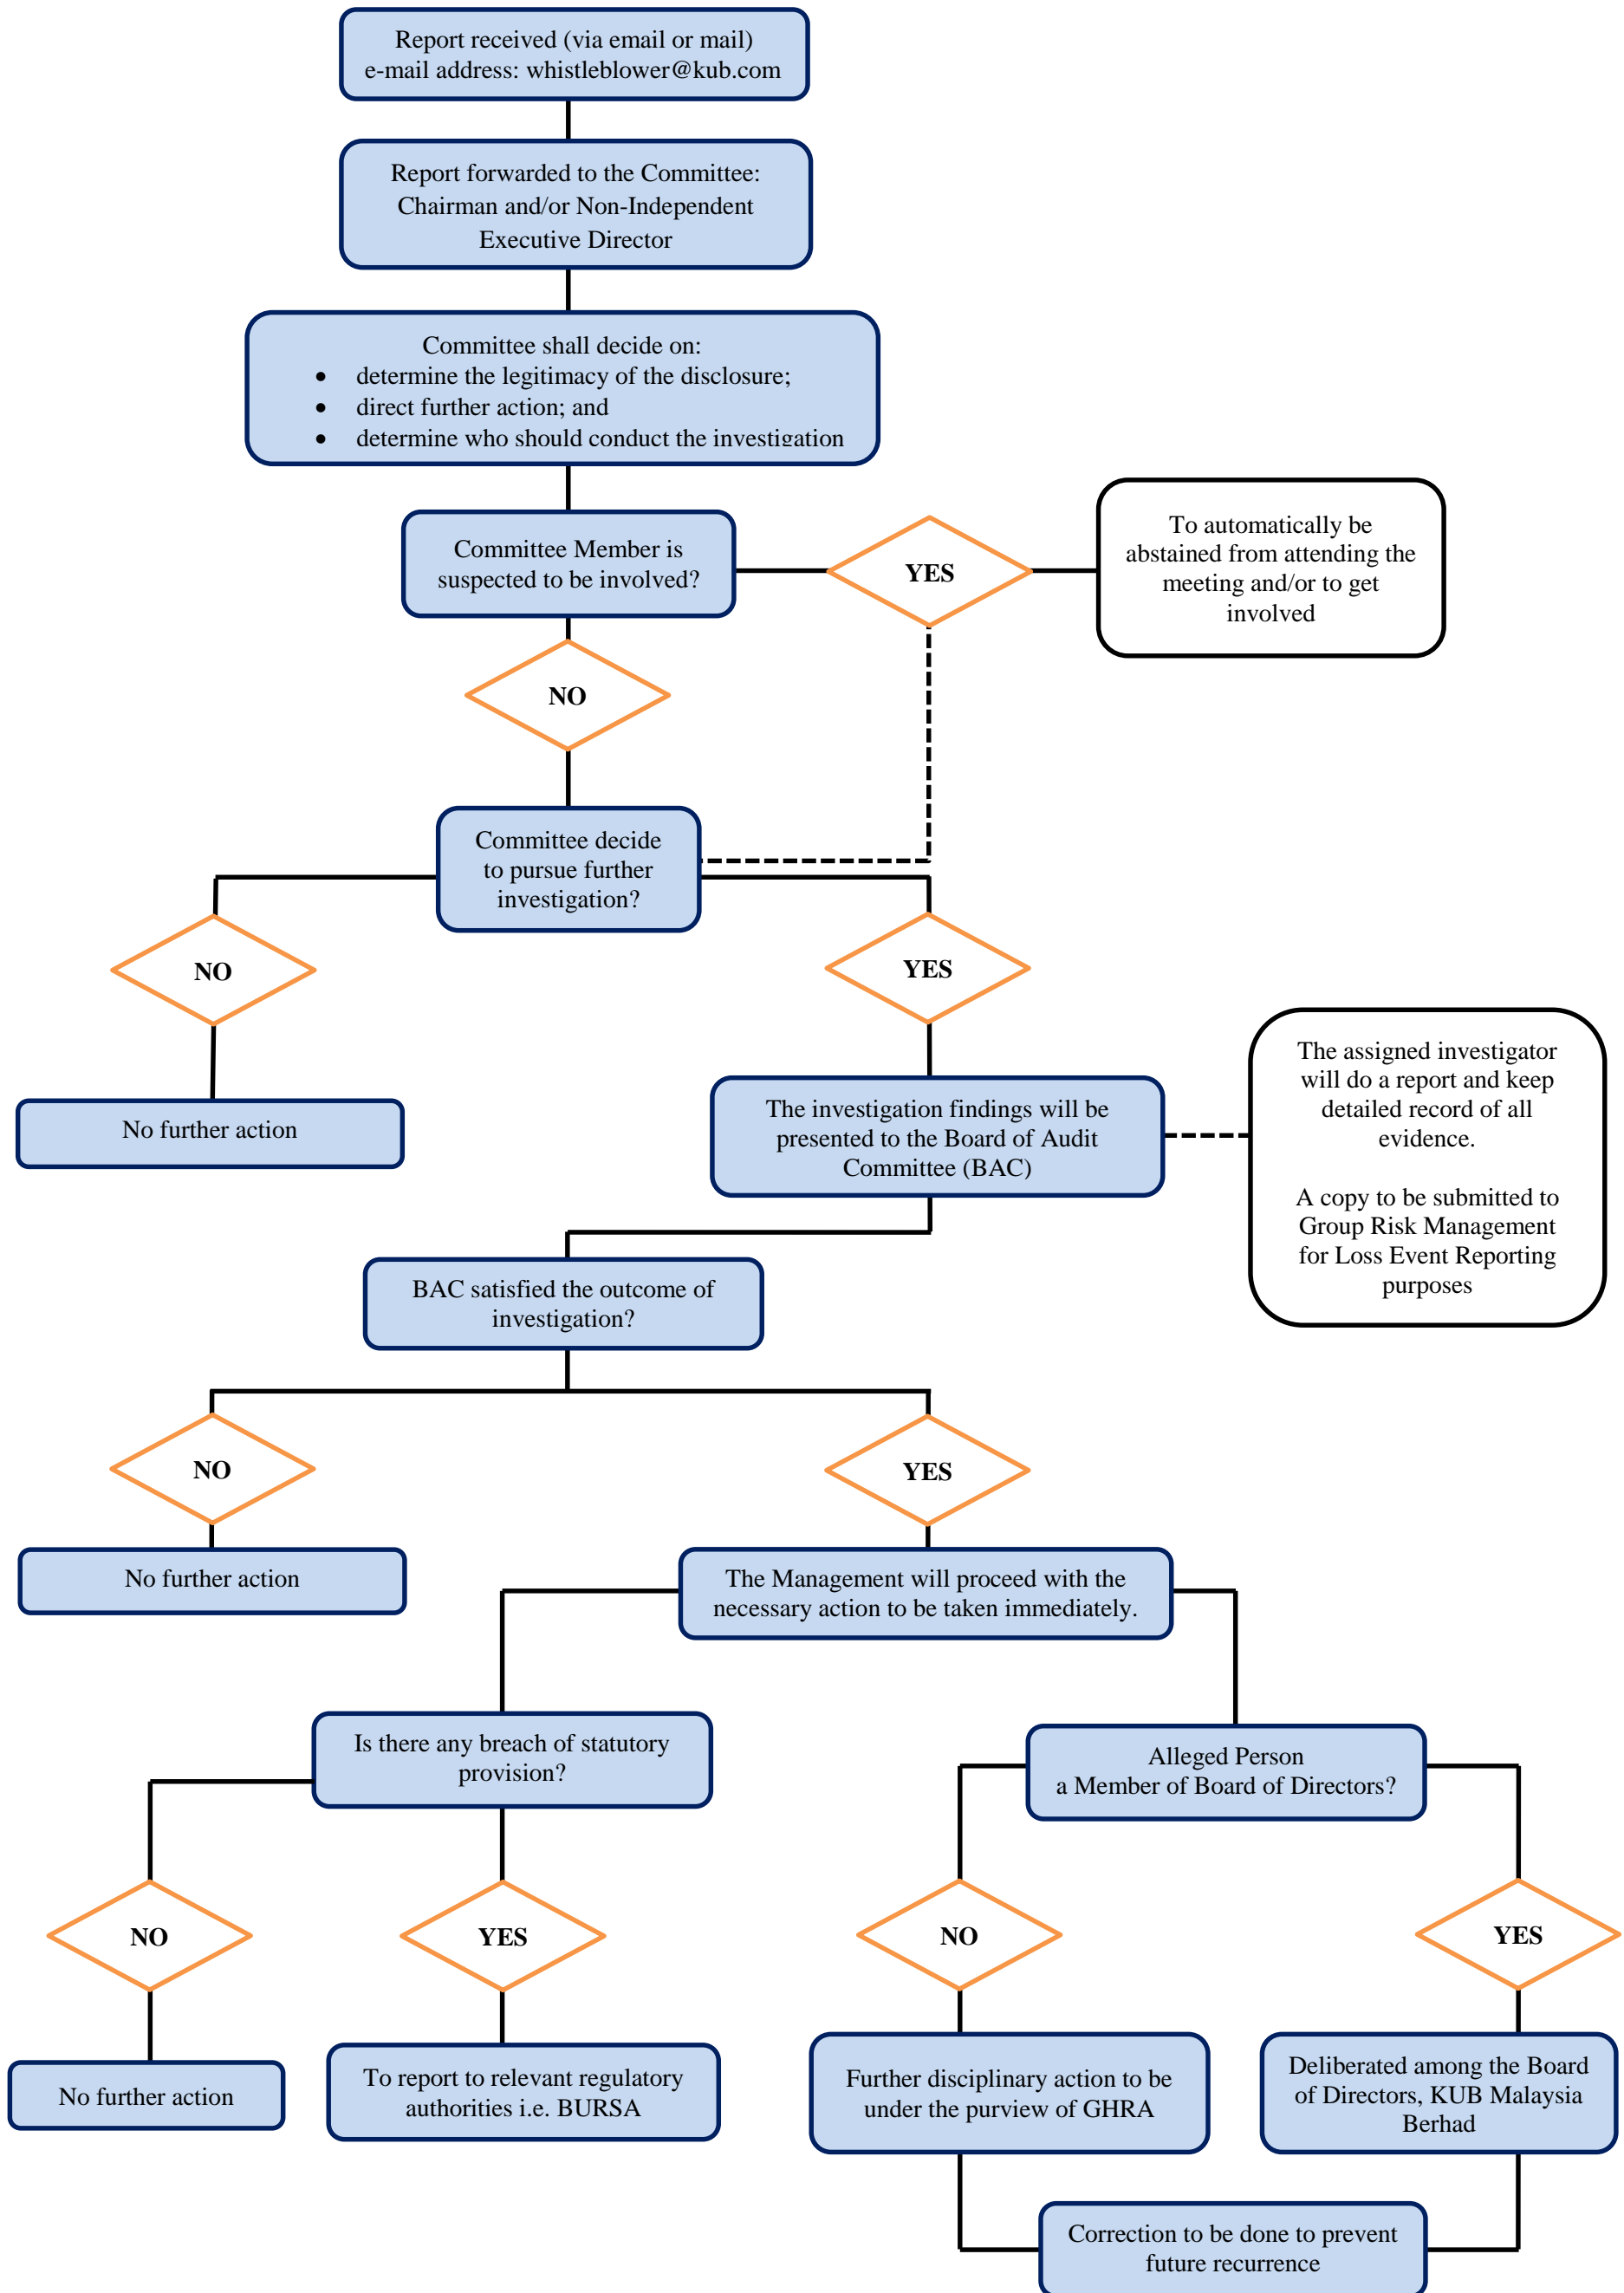 Report received (via email or mail)
e-mail address: whistleblower@kub.com
Report forwarded to the Committee:
Chairman and/or Non-Independent
Executive Director
Committee shall decide on:
• determine the legitimacy of the disclosure;
• direct further action; and
• determine who should conduct the investigation
Committee Member is
suspected to be involved?
YES
To automatically be
abstained from attending the
meeting and/or to get
involved
NO
Committee decide
to pursue further
investigation?
NO
YES
No further action
The investigation findings will be
presented to the Board of Audit
Committee (BAC)
The assigned investigator
will do a report and keep
detailed record of all
evidence.
A copy to be submitted to
Group Risk Management
for Loss Event Reporting
purposes
BAC satisfied the outcome of
investigation?
NO
YES
No further action
The Management will proceed with the
necessary action to be taken immediately.
Is there any breach of statutory
provision?
Alleged Person
a Member of Board of Directors?
NO
YES
NO
YES
No further action
To report to relevant regulatory
authorities i.e. BURSA
Further disciplinary action to be
under the purview of GHRA
Deliberated among the Board
of Directors, KUB Malaysia
Berhad
Correction to be done to prevent
future recurrence